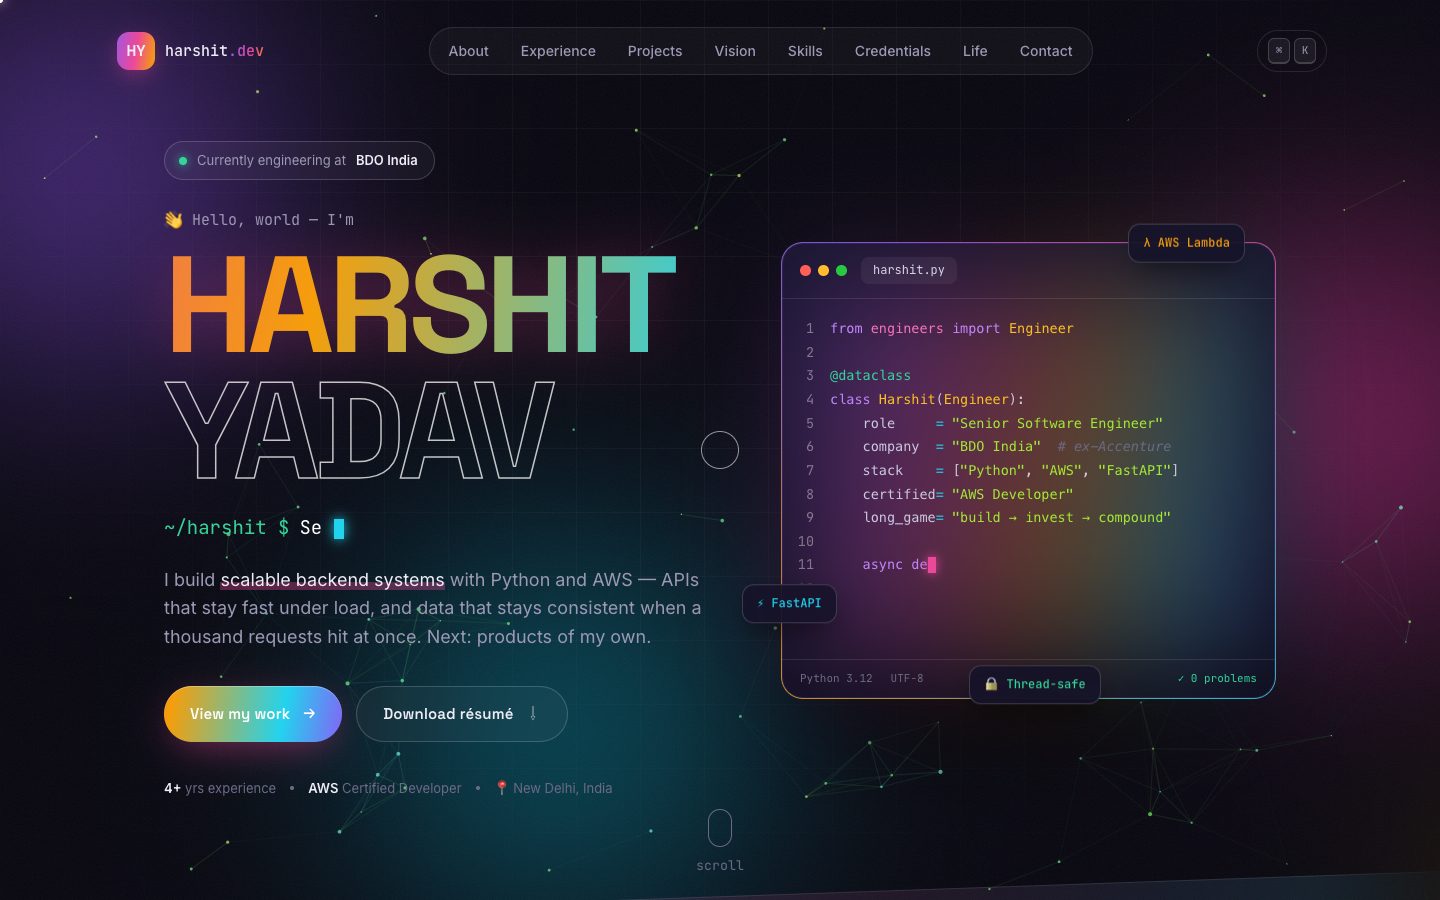 HY harshit.dev
About Experience Projects Vision Skills Credentials Life Contact
⌘ K
Currently engineering at BDO India
👋 Hello, world — I'm
HARSHIT
YADAV
~/harshit $ Se
I build scalable backend systems with Python and AWS — APIs
that stay fast under load, and data that stays consistent when a
thousand requests hit at once. Next: products of my own.
View my work →
Download résumé
4+ yrs experience • AWS Certified Developer • 📍 New Delhi, India
scroll
λ AWS Lambda
harshit.py
1 from engineers import Engineer
2
3 @dataclass
4 class Harshit(Engineer):
5 role = "Senior Software Engineer"
6 company = "BDO India" # ex-Accenture
7 stack = ["Python", "AWS", "FastAPI"]
8 certified= "AWS Developer"
9 long_game= "build → invest → compound"
10
11 async de
⚡ FastAPI
Python 3.12 UTF-8
🔒 Thread-safe
✓ 0 problems